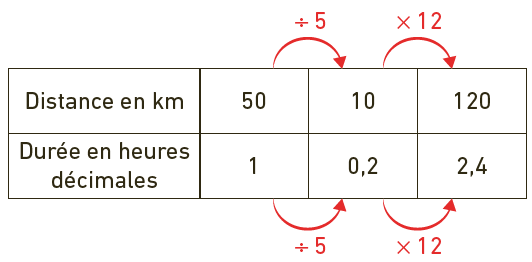 ÷ 5 × 12
Distance en km 50 10 120
Durée en heures
décimales 1 0,2 2,4
÷ 5 × 12